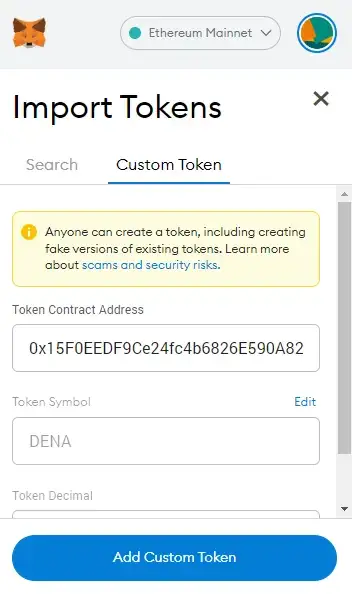 Ethereum Mainnet
Import Tokens
Search
Custom Token
Anyone can create a token, including creating
fake versions of existing tokens. Learn more
about scams and security risks.
Token Contract Address
0x15F0EEDF9Ce24fc4b6826E590A82
Token Symbol
Edit
DENA
Token Decimal
Add Custom Token